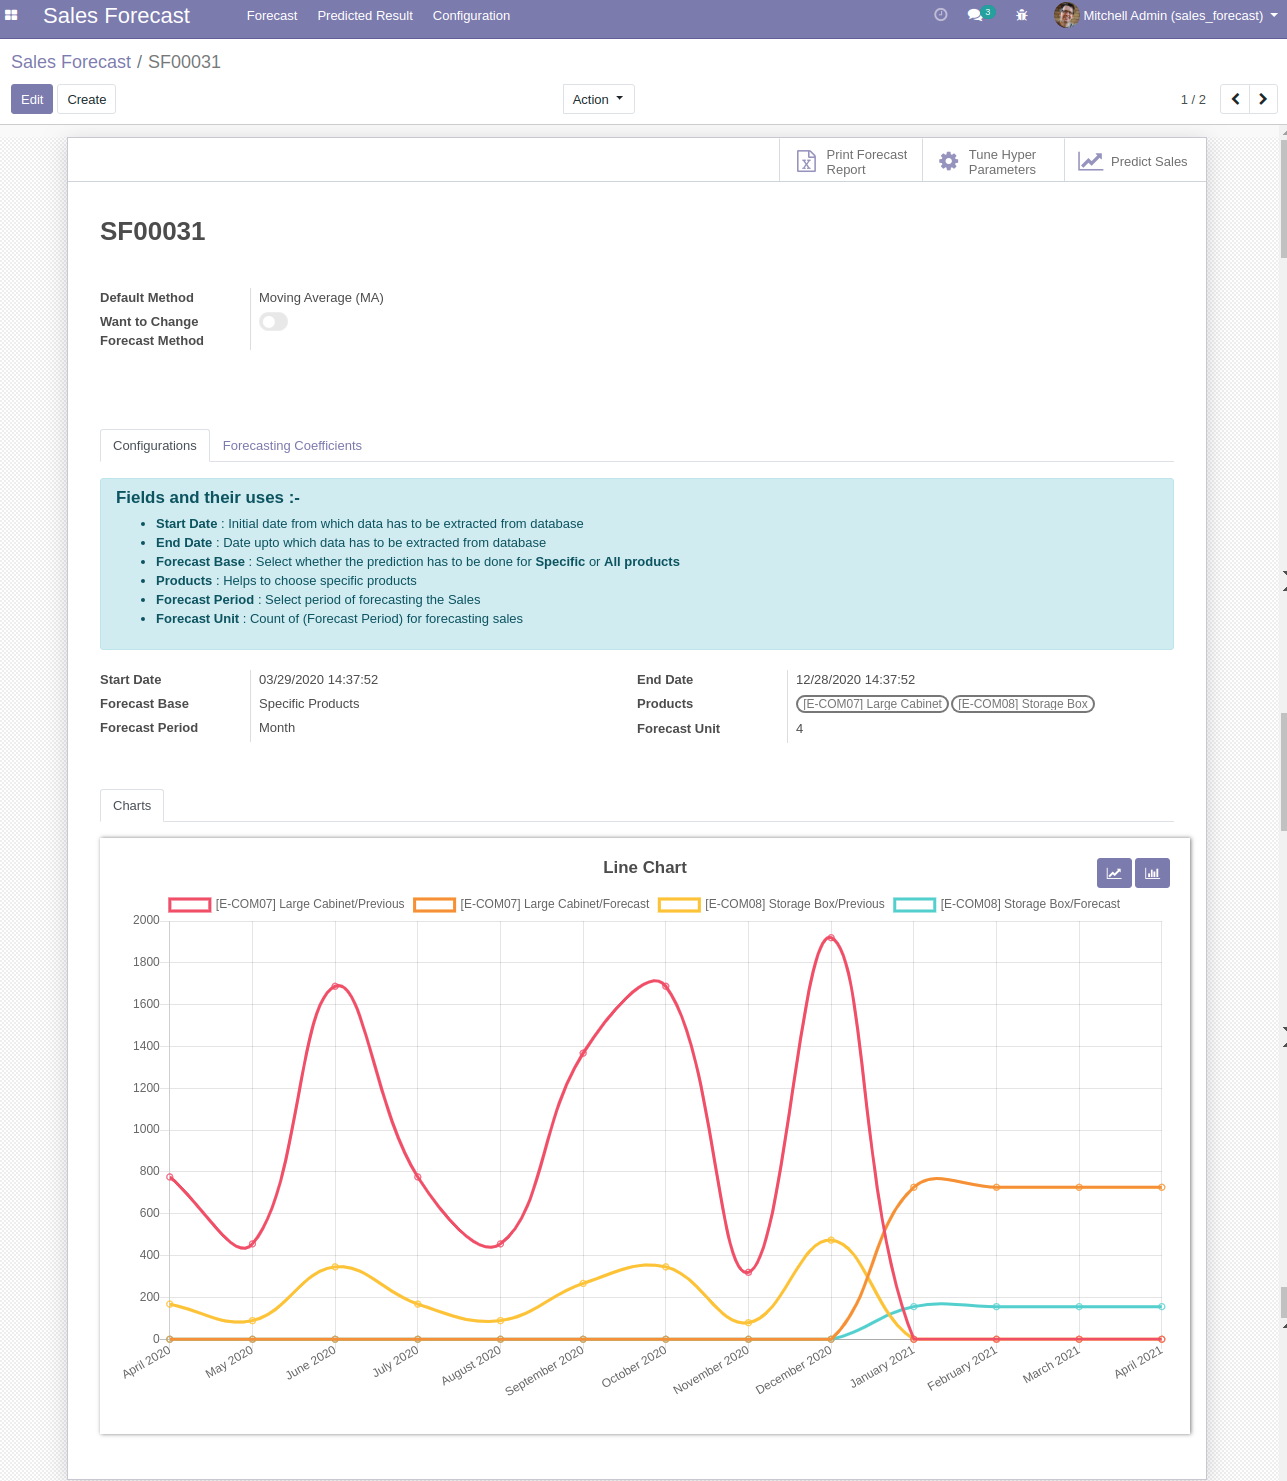 Sales Forecast Forecast Predicted Result Configuration 3 Mitchell Admin (sales_forecast)
Sales Forecast / SF00031
Edit Create Action 1 / 2
Print Forecast Report Tune Hyper Parameters Predict Sales
SF00031
Default Method Moving Average (MA)
Want to Change
Forecast Method
Configurations Forecasting Coefficients
Fields and their uses :-
• Start Date : Initial date from which data has to be extracted from database
• End Date : Date upto which data has to be extracted from database
• Forecast Base : Select whether the prediction has to be done for Specific or All products
• Products : Helps to choose specific products
• Forecast Period : Select period of forecasting the Sales
• Forecast Unit : Count of (Forecast Period) for forecasting sales
Start Date 03/29/2020 14:37:52 End Date 12/28/2020 14:37:52
Forecast Base Specific Products Products [E-COM07] Large Cabinet [E-COM08] Storage Box
Forecast Period Month Forecast Unit 4
Charts
Line Chart
[E-COM07] Large Cabinet/Previous [E-COM07] Large Cabinet/Forecast [E-COM08] Storage Box/Previous [E-COM08] Storage Box/Forecast
2000
1800
1600
1400
1200
1000
800
600
400
200
0
April 2020 May 2020 June 2020 July 2020 August 2020 September 2020 October 2020 November 2020 December 2020 January 2021 February 2021 March 2021 April 2021